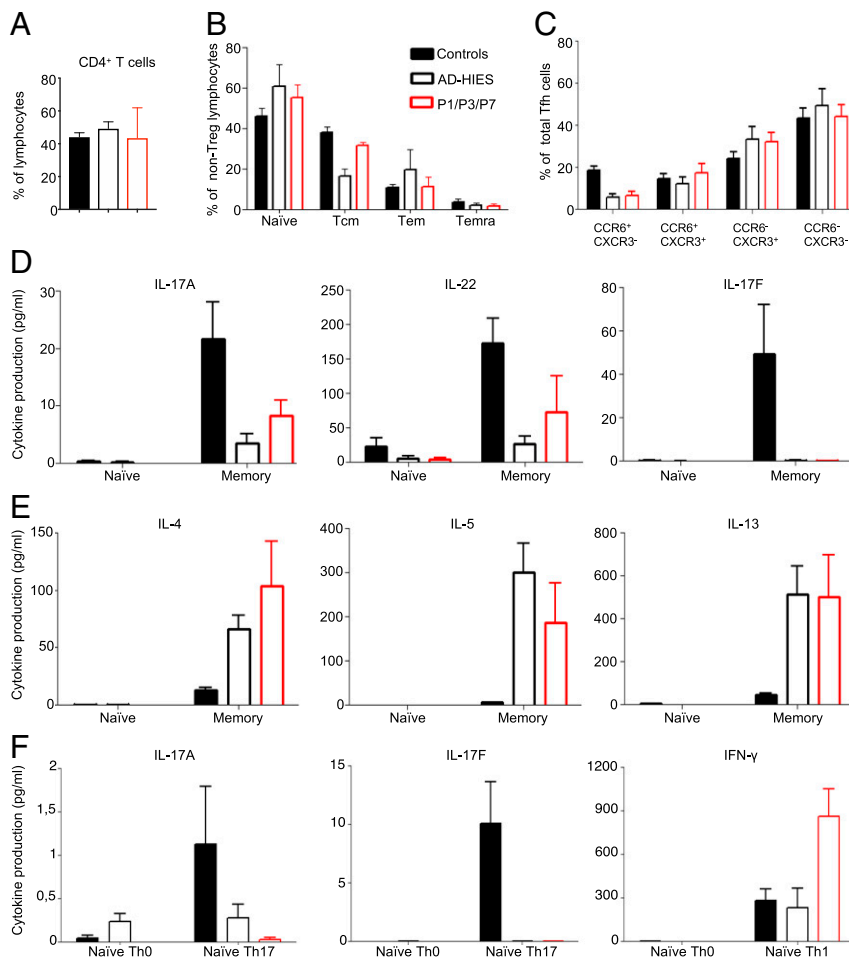 A
CD4⁺ T cells
% of lymphocytes
80
60
40
20
0
B
% of non-Treg lymphocytes
80
60
40
20
0
Naïve Tcm Tem Temra
Controls
AD-HIES
P1/P3/P7
C
% of total Tfh cells
80
60
40
20
0
CCR6⁺ CCR6⁺ CCR6⁻ CCR6⁻
CXCR3⁻ CXCR3⁺ CXCR3⁺ CXCR3⁻
D
Cytokine production (pg/ml)
IL-17A
30
20
10
0
Naïve Memory
IL-22
250
200
150
100
50
0
Naïve Memory
IL-17F
80
60
40
20
0
Naïve Memory
E
Cytokine production (pg/ml)
IL-4
150
100
50
0
Naïve Memory
IL-5
400
300
200
100
0
Naïve Memory
IL-13
800
600
400
200
0
Naïve Memory
F
Cytokine production (pg/ml)
IL-17A
2
1,5
1
0,5
0
Naïve Th0 Naïve Th17
IL-17F
15
10
5
0
Naïve Th0 Naïve Th17
IFN-γ
1200
900
600
300
0
Naïve Th0 Naïve Th1